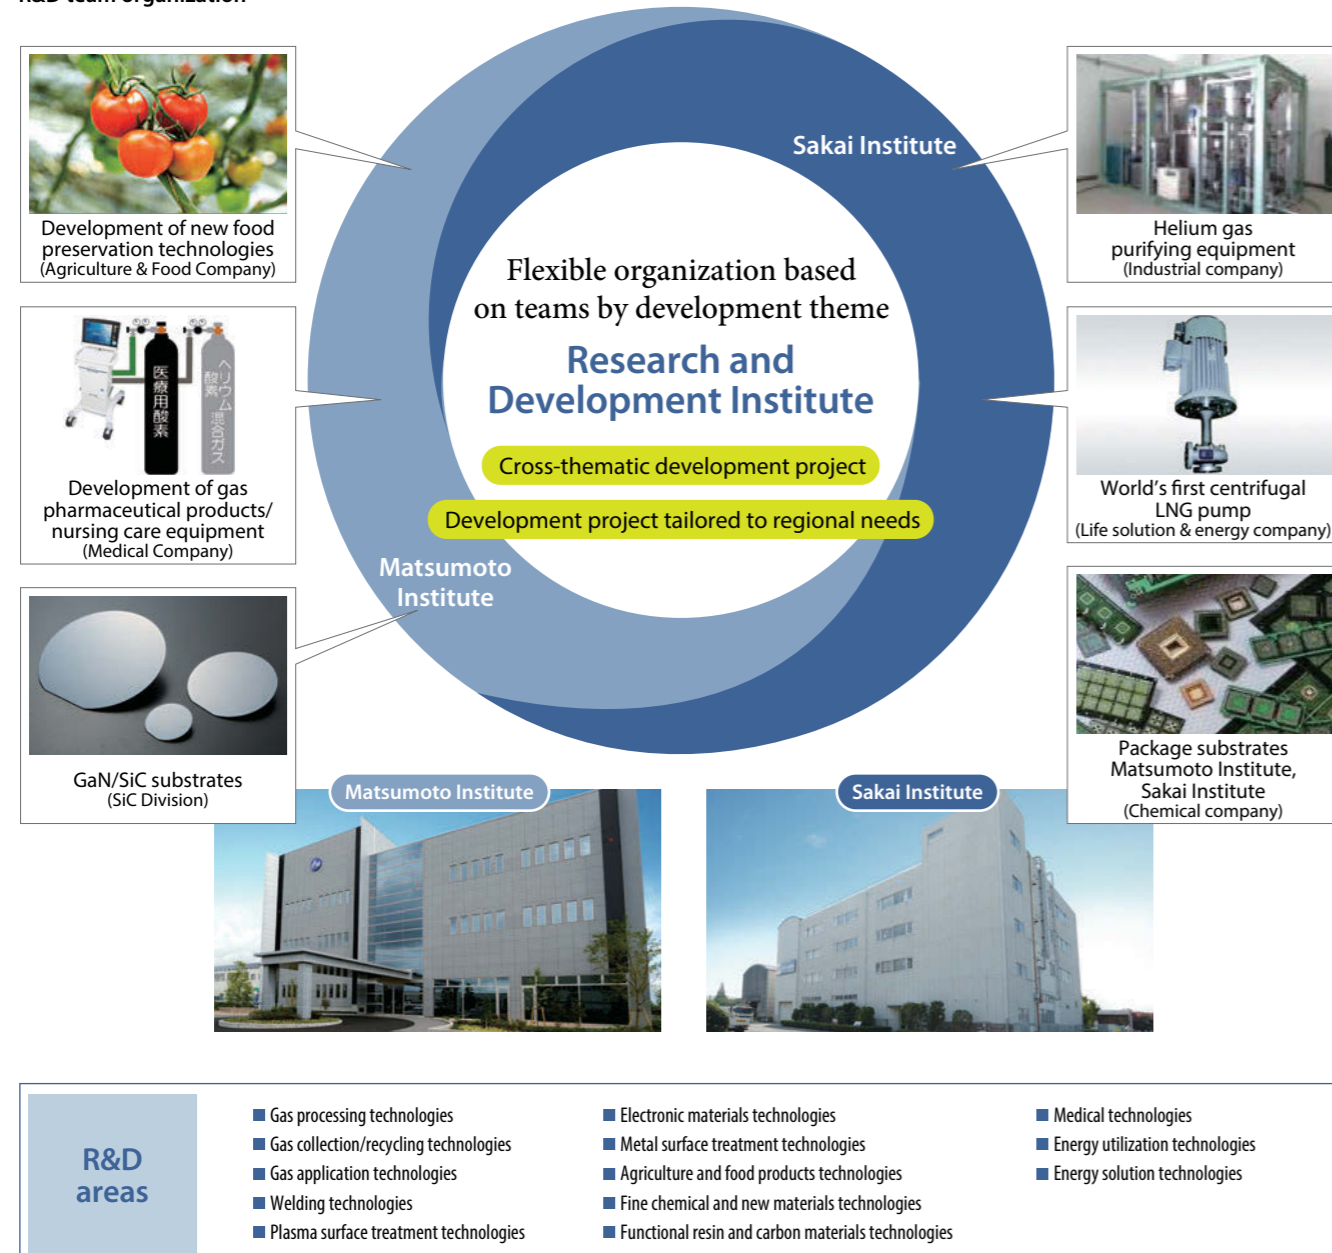 R&D team organization
Sakai Institute
Development of new food
preservation technologies
(Agriculture & Food Company)
Helium gas
purifying equipment
(Industrial company)
Flexible organization based
on teams by development theme
Research and
Development Institute
Cross-thematic development project
Development project tailored to regional needs
医療用酸素
ヘリウム混合ガス
酸素
Development of gas
pharmaceutical products/
nursing care equipment
(Medical Company)
World's first centrifugal
LNG pump
(Life solution & energy company)
Matsumoto
Institute
GaN/SiC substrates
(SiC Division)
Package substrates
Matsumoto Institute,
Sakai Institute
(Chemical company)
Matsumoto Institute
Sakai Institute
R&D
areas
Gas processing technologies
Gas collection/recycling technologies
Gas application technologies
Welding technologies
Plasma surface treatment technologies
Electronic materials technologies
Metal surface treatment technologies
Agriculture and food products technologies
Fine chemical and new materials technologies
Functional resin and carbon materials technologies
Medical technologies
Energy utilization technologies
Energy solution technologies